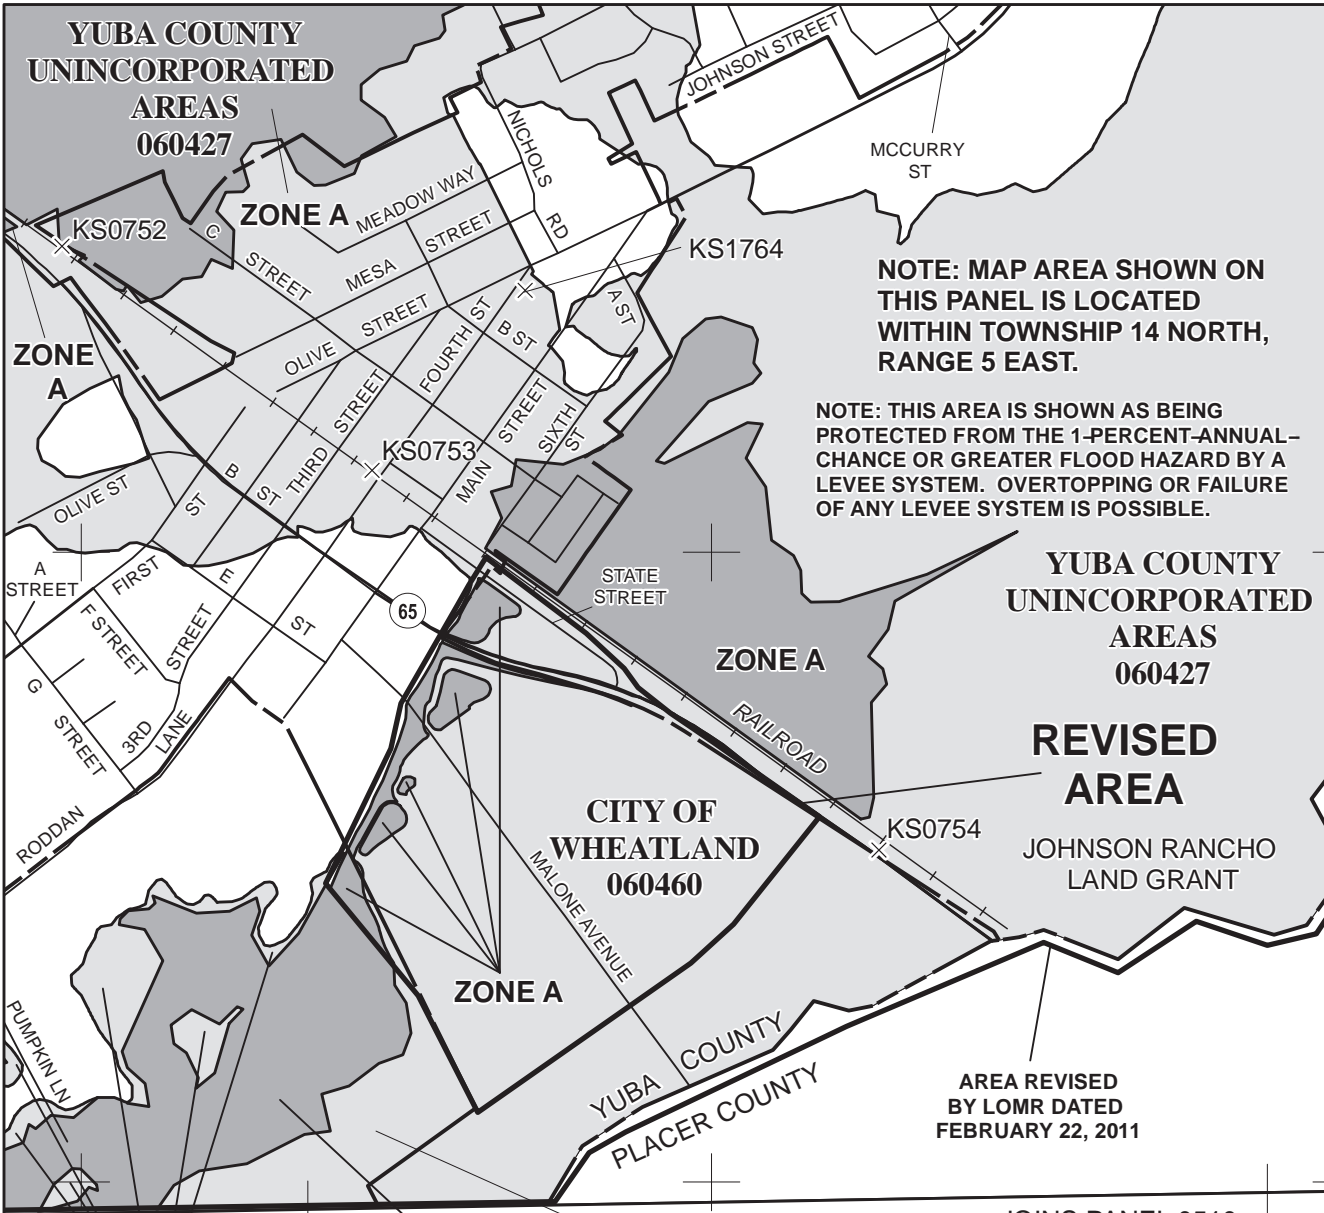 YUBA COUNTY
UNINCORPORATED
AREAS
060427
JOHNSON STREET
MCCURRY
ST
NICHOLS
RD
MEADOW WAY
ZONE A
KS0752
C
STREET
MESA
STREET
KS1764
OLIVE
STREET
FOURTH ST
B ST
A ST
NOTE: MAP AREA SHOWN ON
THIS PANEL IS LOCATED
WITHIN TOWNSHIP 14 NORTH,
RANGE 5 EAST.
ZONE
A
NOTE: THIS AREA IS SHOWN AS BEING
PROTECTED FROM THE 1-PERCENT-ANNUAL-
CHANCE OR GREATER FLOOD HAZARD BY A
LEVEE SYSTEM. OVERTOPPING OR FAILURE
OF ANY LEVEE SYSTEM IS POSSIBLE.
THIRD
STREET
MAIN
STREET
SIXTH
ST
KS0753
OLIVE ST
ST
B
ST
A
STREET
FIRST
F STREET
STREET
E
ST
65
STATE
STREET
YUBA COUNTY
UNINCORPORATED
AREAS
060427
ZONE A
G
STREET
3RD
LANE
RODDAN
RAILROAD
REVISED
AREA
CITY OF
WHEATLAND
060460
KS0754
JOHNSON RANCHO
LAND GRANT
MALONE AVENUE
ZONE A
PUMPKIN LN
YUBA COUNTY
PLACER COUNTY
AREA REVISED
BY LOMR DATED
FEBRUARY 22, 2011